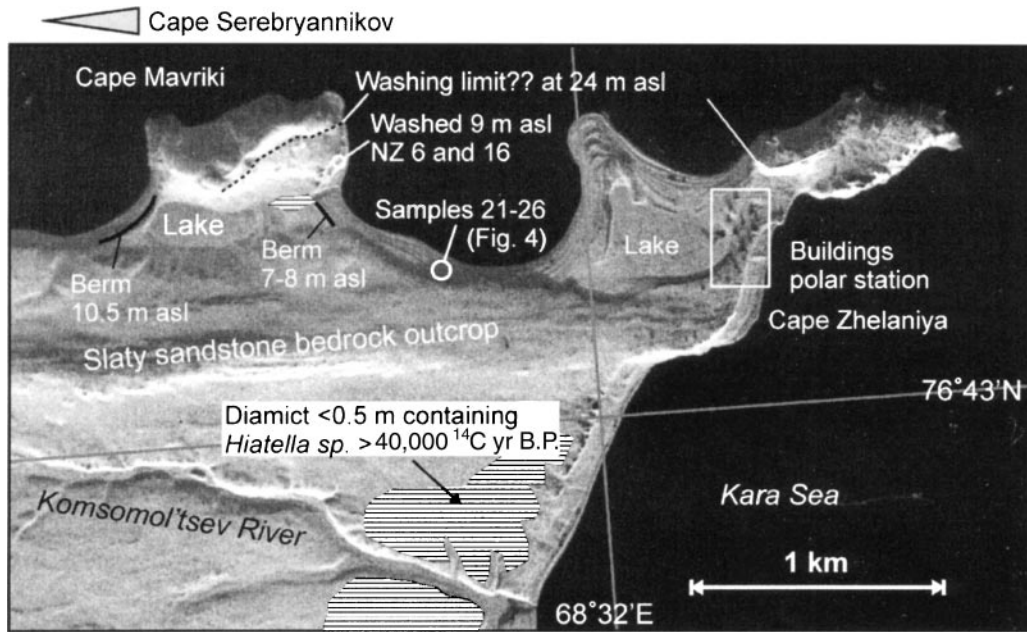 Cape Serebryannikov
Cape Mavriki
Washing limit?? at 24 m asl
Washed 9 m asl
NZ 6 and 16
Samples 21-26
(Fig. 4)
Lake
Lake
Berm
7-8 m asl
Berm
10.5 m asl
Buildings
polar station
Cape Zhelaniya
Slaty sandstone bedrock outcrop
76°43'N
Diamict <0.5 m containing
Hiatella sp. >40,000 ¹⁴C yr B.P.
Komsomol'tsev River
Kara Sea
1 km
68°32'E